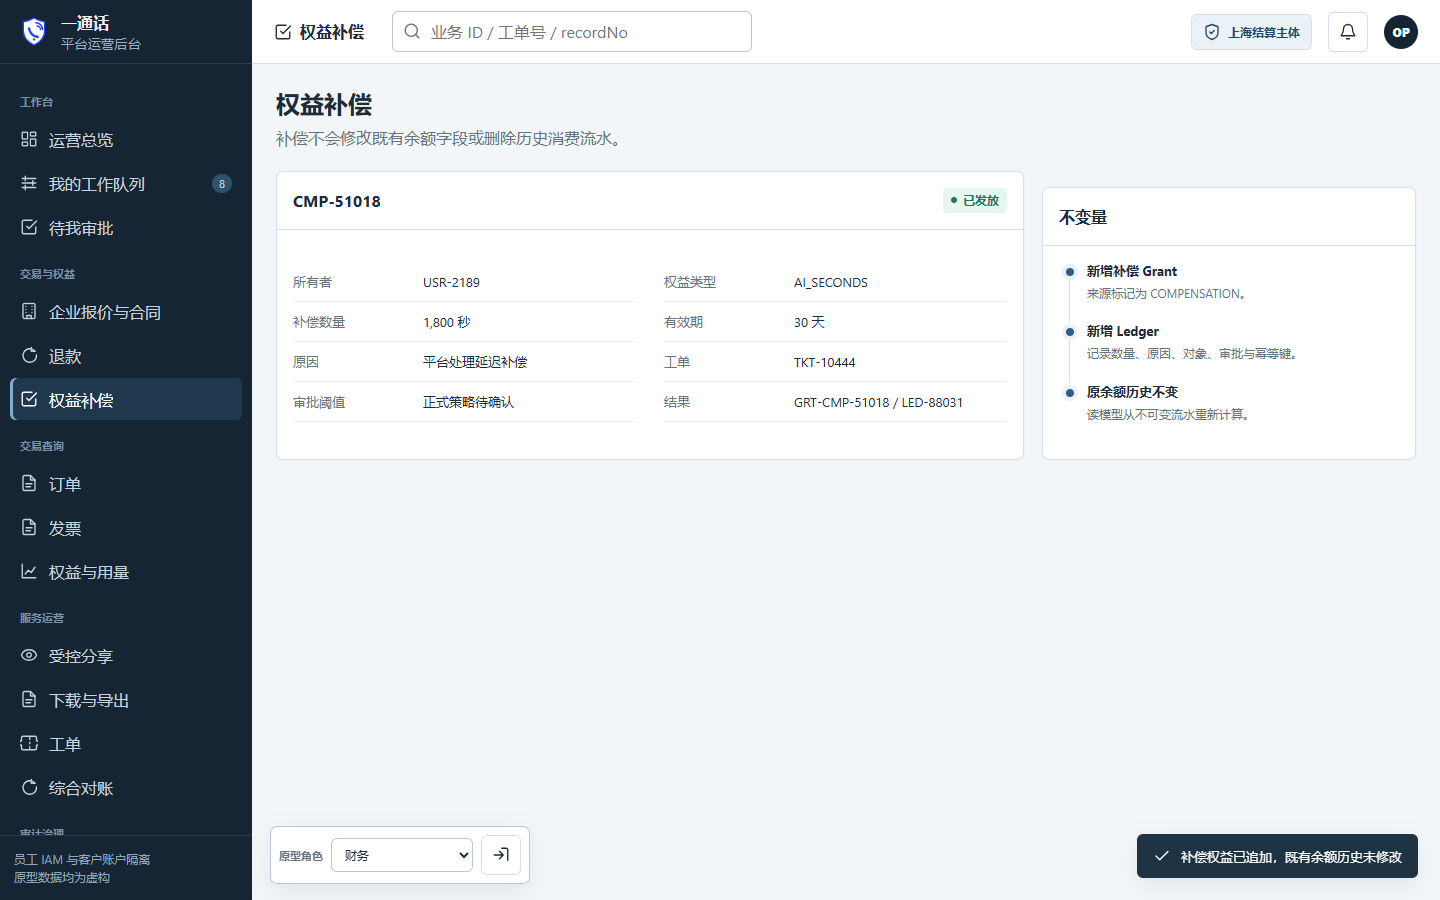 一通话
平台运营后台
工作台
运营总览
我的工作队列
8
待我审批
交易与权益
企业报价与合同
退款
权益补偿
交易查询
订单
发票
权益与用量
服务运营
受控分享
下载与导出
工单
综合对账
审计治理
员工 IAM 与客户账户隔离
原型数据均为虚构
权益补偿
业务 ID / 工单号 / recordNo
上海结算主体
OP
权益补偿
补偿不会修改既有余额字段或删除历史消费流水。
CMP-51018
已发放
所有者
USR-2189
权益类型
AI_SECONDS
补偿数量
1,800 秒
有效期
30 天
原因
平台处理延迟补偿
工单
TKT-10444
审批阈值
正式策略待确认
结果
GRT-CMP-51018 / LED-88031
不变量
新增补偿 Grant
来源标记为 COMPENSATION。
新增 Ledger
记录数量、原因、对象、审批与幂等键。
原余额历史不变
读模型从不可变流水重新计算。
原型角色
财务
补偿权益已追加，既有余额历史未修改